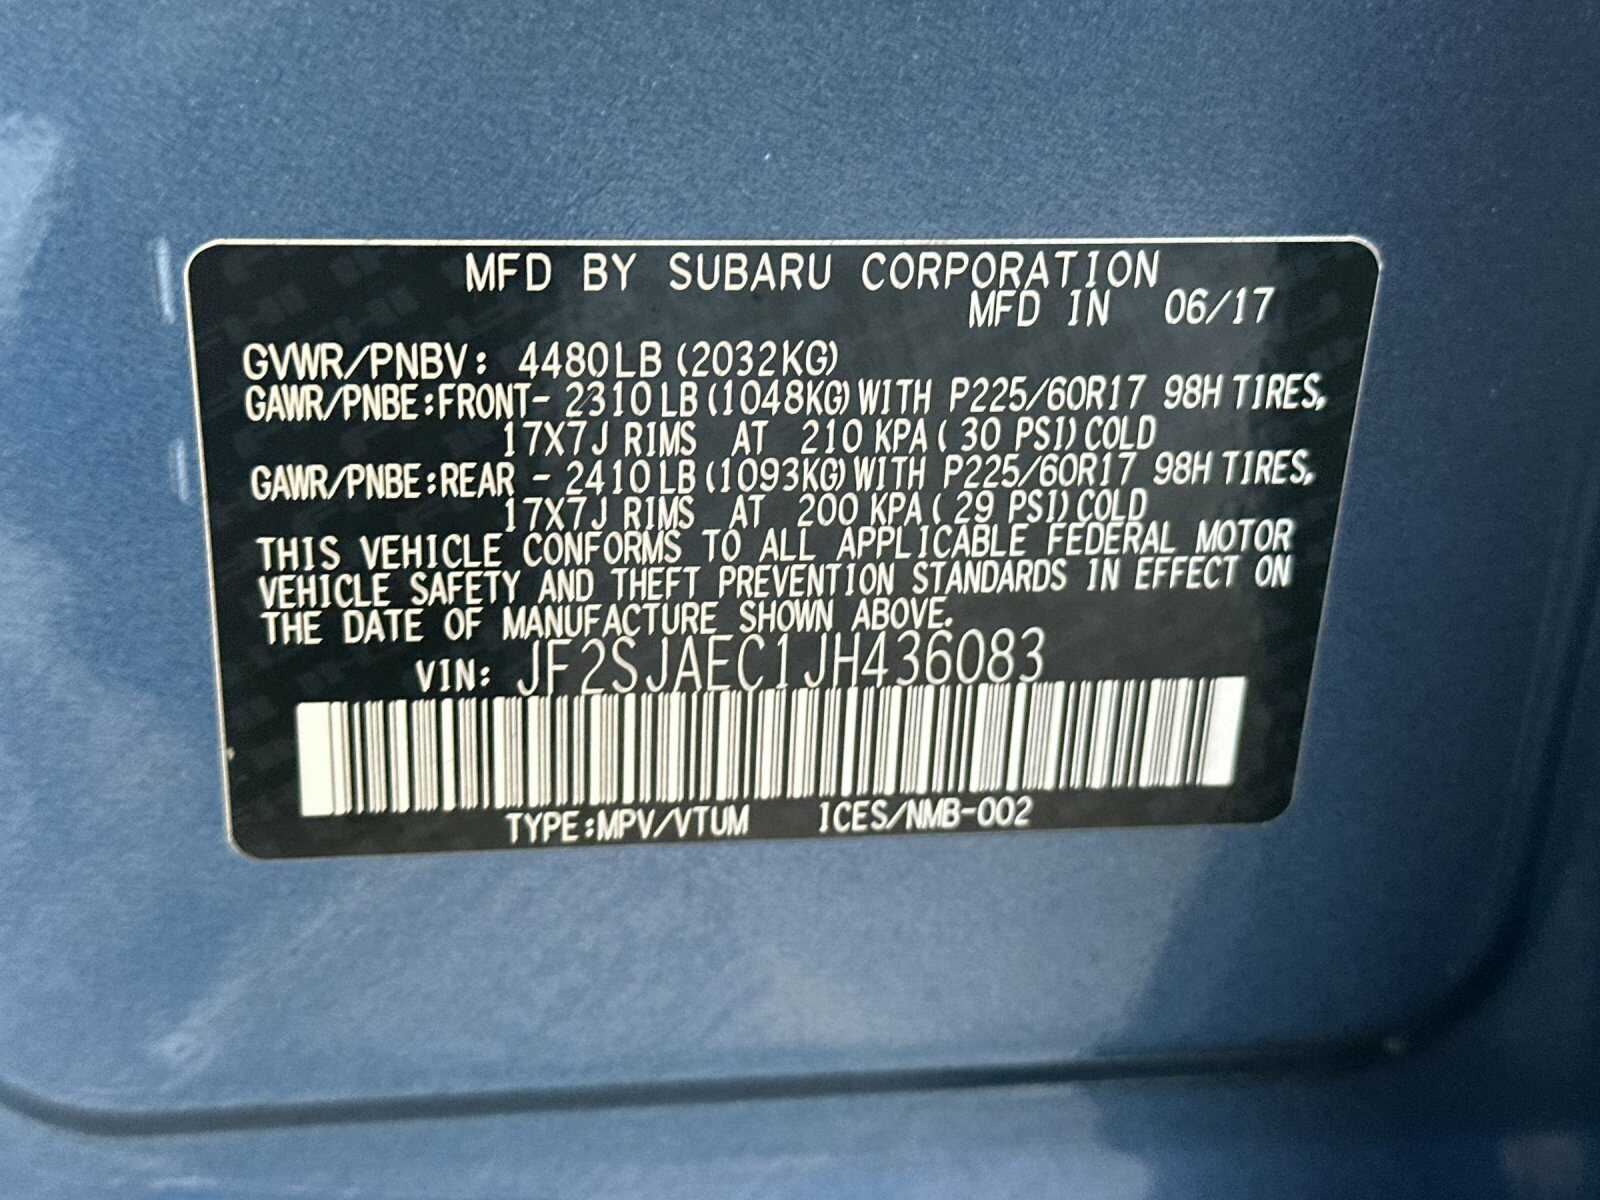 MFD BY SUBARU CORPORATION
MFD IN 06/17
GVWR/PNBV: 4480LB (2032KG)
GAWR/PNBE:FRONT- 2310LB (1048KG) WITH P225/60R17 98H TIRES,
17X7J RIMS AT 210 KPA( 30 PSI) COLD
GAWR/PNBE:REAR - 2410LB (1093KG) WITH P225/60R17 98H TIRES,
17X7J RIMS AT 200 KPA( 29 PSI) COLD
THIS VEHICLE CONFORMS TO ALL APPLICABLE FEDERAL MOTOR
VEHICLE SAFETY AND THEFT PREVENTION STANDARDS IN EFFECT ON
THE DATE OF MANUFACTURE SHOWN ABOVE.
VIN: JF2SJAEC1JH436083
TYPE:MPV/VTUM ICES/NMB-002